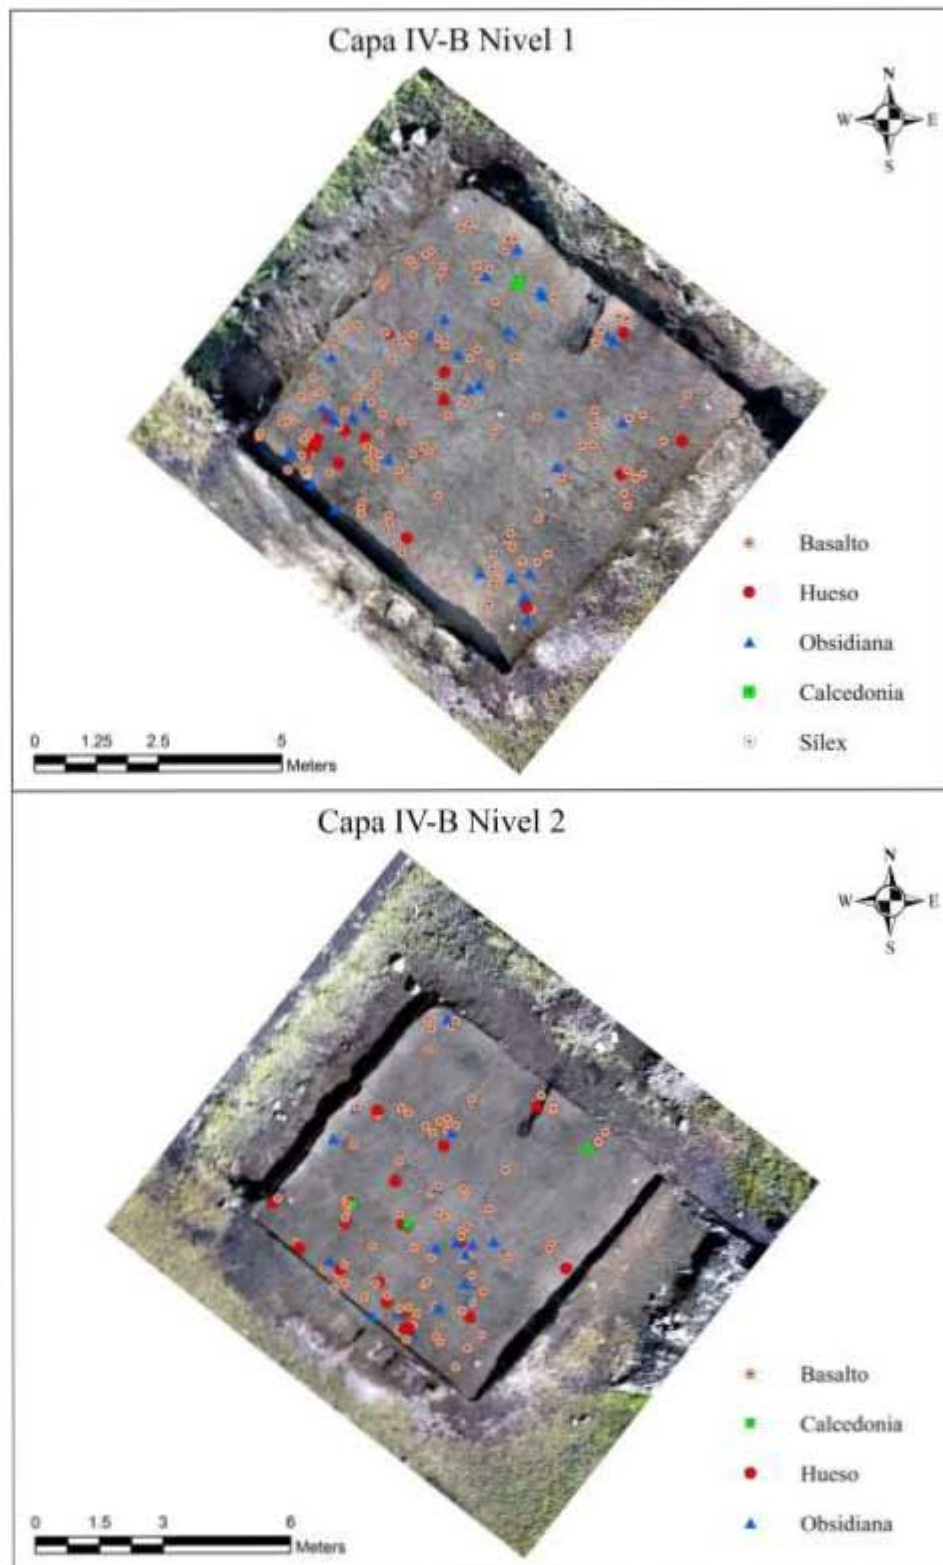 Capa IV-B Nivel 1
N
W E
S
Basalto
Hueso
Obsidiana
Calcedonia
Sílex
0 1.25 2.5 5
Meters
Capa IV-B Nivel 2
N
W E
S
Basalto
Calcedonia
Hueso
Obsidiana
0 1.5 3 6
Meters